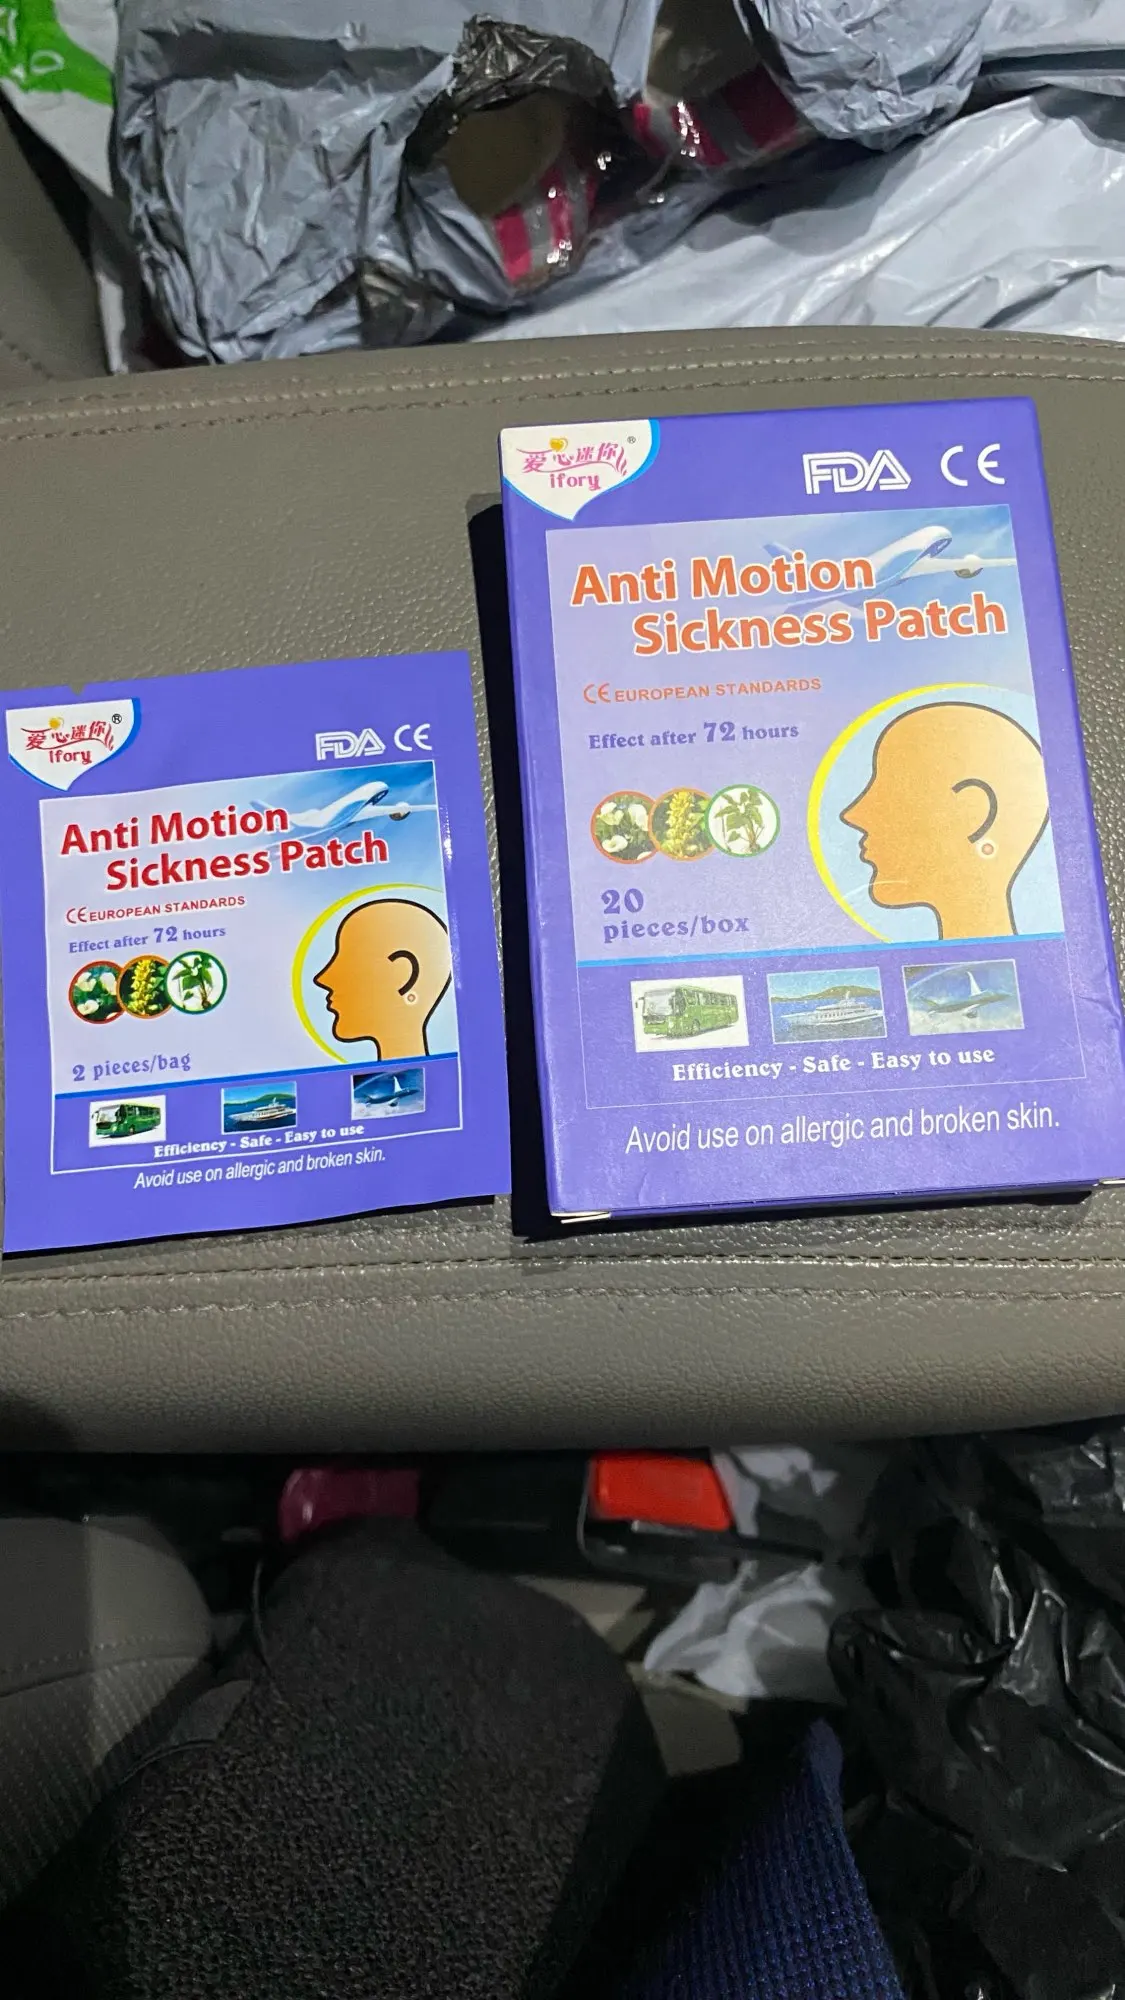 爱心迷你®
ifory
FDA CE
Anti Motion
Sickness Patch
CE EUROPEAN STANDARDS
Effect after 72 hours
2 pieces/bag
Efficiency - Safe - Easy to use
Avoid use on allergic and broken skin.
爱心迷你®
ifory
FDA CE
Anti Motion
Sickness Patch
CE EUROPEAN STANDARDS
Effect after 72 hours
20
pieces/box
Efficiency - Safe - Easy to use
Avoid use on allergic and broken skin.